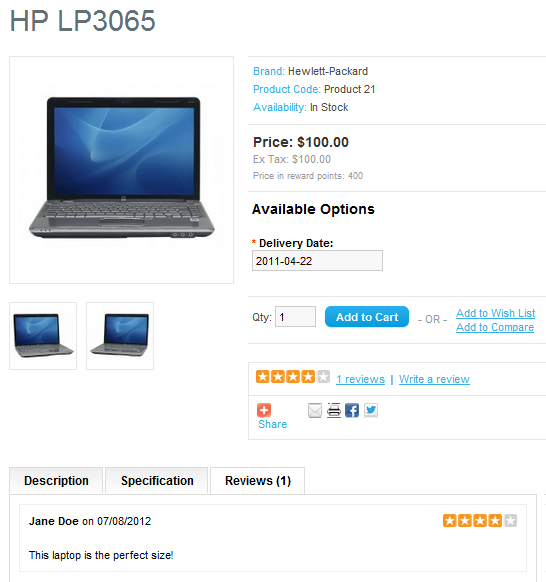 HP LP3065
Brand: Hewlett-Packard
Product Code: Product 21
Availability: In Stock
Price: $100.00
Ex Tax: $100.00
Price in reward points: 400
Available Options
* Delivery Date:
2011-04-22
Qty: 1 Add to Cart - OR - Add to Wish List
Add to Compare
1 reviews | Write a review
Share
Description Specification Reviews (1)
Jane Doe on 07/08/2012
This laptop is the perfect size!